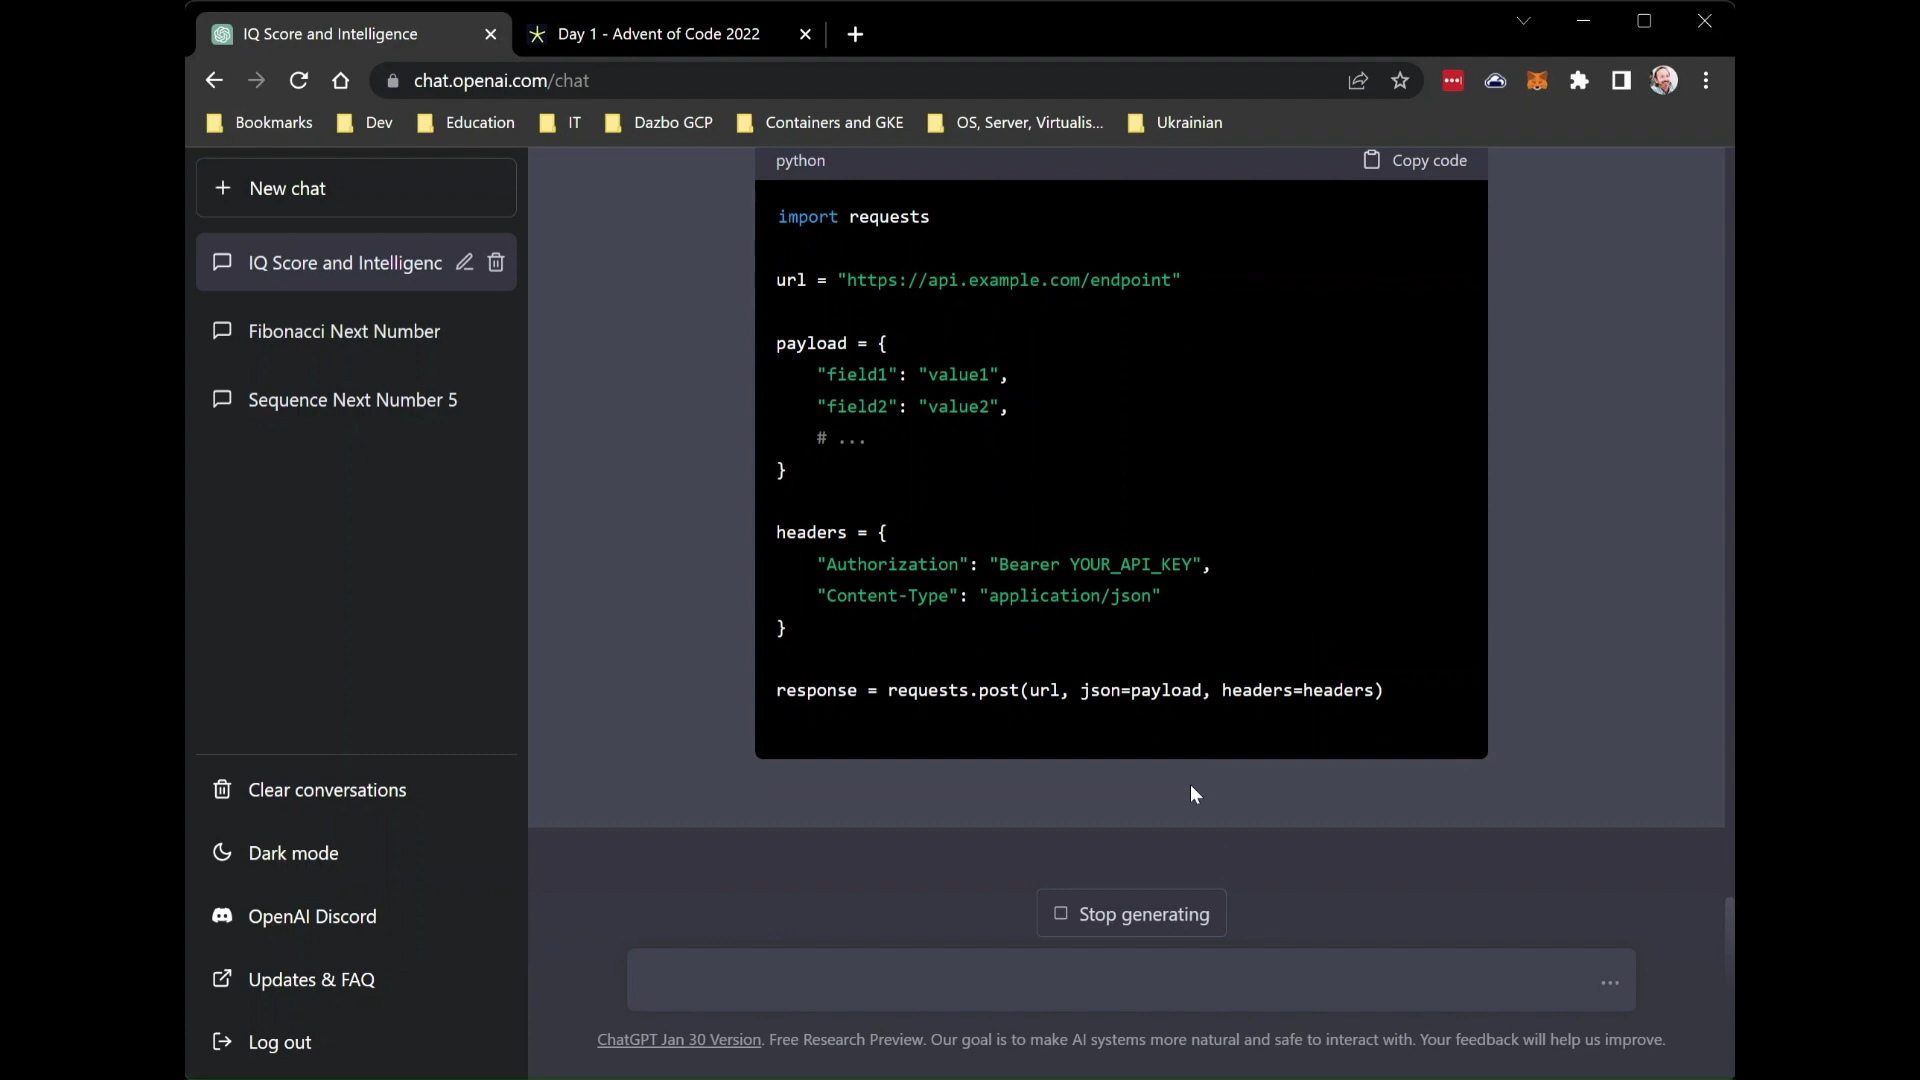 IQ Score and Intelligence
Day 1 - Advent of Code 2022
chat.openai.com/chat
Bookmarks
Dev
Education
IT
Dazbo GCP
Containers and GKE
OS, Server, Virtualis...
Ukrainian
New chat
IQ Score and Intelligenc
Fibonacci Next Number
Sequence Next Number 5
Clear conversations
Dark mode
OpenAI Discord
Updates & FAQ
Log out
python
Copy code
import requests
url = "https://api.example.com/endpoint"
payload = {
"field1": "value1",
"field2": "value2",
# ...
}
headers = {
"Authorization": "Bearer YOUR_API_KEY",
"Content-Type": "application/json"
}
response = requests.post(url, json=payload, headers=headers)
Stop generating
...
ChatGPT Jan 30 Version. Free Research Preview. Our goal is to make AI systems more natural and safe to interact with. Your feedback will help us improve.